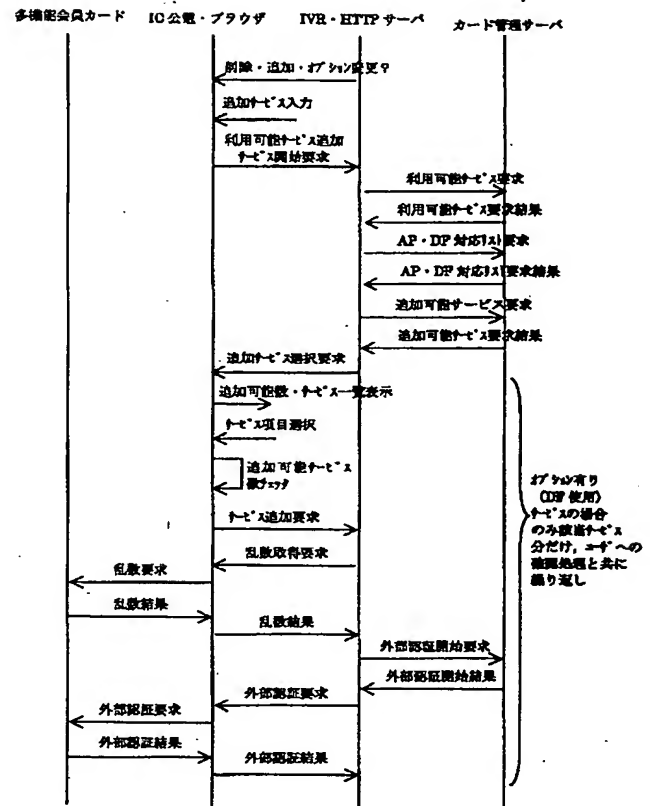 多機能会員カード IC公電・ブラウザ IVR・HTTPサーバ カード管理サーバ
削除・追加・ｵﾌﾟｼｮﾝ変更？
追加ｻｰﾋﾞｽ入力
利用可能ｻｰﾋﾞｽ追加
ｻｰﾋﾞｽ開始要求
利用可能ｻｰﾋﾞｽ要求
利用可能ｻｰﾋﾞｽ要求結果
AP・DF対応ﾘｽﾄ要求
AP・DF対応ﾘｽﾄ要求結果
追加可能サービス要求
追加可能ｻｰﾋﾞｽ要求結果
追加ｻｰﾋﾞｽ選択要求
追加可能数・ｻｰﾋﾞｽ一覧表示
ｻｰﾋﾞｽ項目選択
追加可能ｻｰﾋﾞｽ
数ﾁｪｯｸ
ｵﾌﾟｼｮﾝ有り
（DF使用）
ｻｰﾋﾞｽの場合
のみ該当ｻｰﾋﾞｽ
分だけ，ﾕｰｻﾞへの
確認処理と共に
繰り返し
ｻｰﾋﾞｽ追加要求
乱数取得要求
乱数要求
乱数結果
乱数結果
外部認証開始要求
外部認証開始結果
外部認証要求
外部認証要求
外部認証結果
外部認証結果